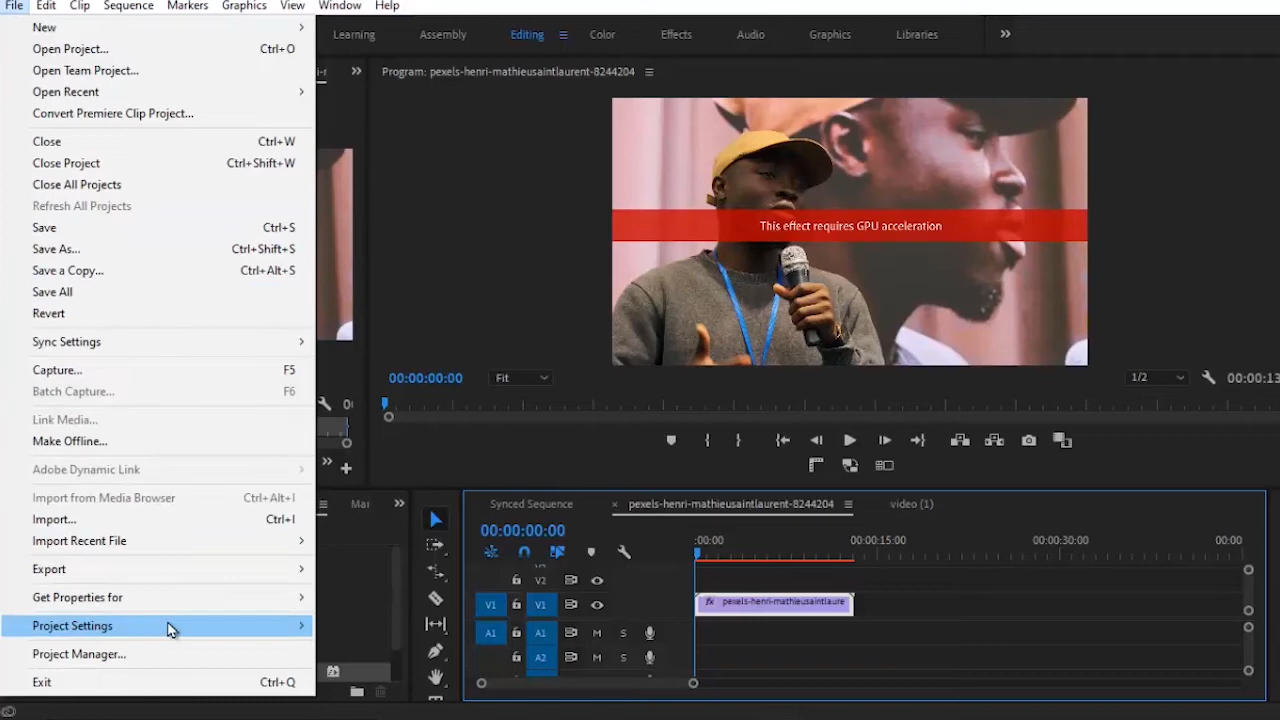 File Edit Clip Sequence Markers Graphics View Window Help
New
Open Project... Ctrl+O
Open Team Project...
Open Recent
Convert Premiere Clip Project...
Close Ctrl+W
Close Project Ctrl+Shift+W
Close All Projects
Refresh All Projects
Save Ctrl+S
Save As... Ctrl+Shift+S
Save a Copy... Ctrl+Alt+S
Save All
Revert
Sync Settings
Capture... F5
Batch Capture... F6
Link Media...
Make Offline...
Adobe Dynamic Link
Import from Media Browser Ctrl+Alt+I
Import... Ctrl+I
Import Recent File
Export
Get Properties for
Project Settings
Project Manager...
Exit Ctrl+Q
Learning Assembly Editing Color Effects Audio Graphics Libraries
Program: pexels-henri-mathieusaintlaurent-8244204
This effect requires GPU acceleration
00:00:00:00 Fit 1/2 00:00:13
Mar
Synced Sequence × pexels-henri-mathieusaintlaurent-8244204 video (1)
00:00:00:00
:00:00 00:00:15:00 00:00:30:00 00:00
V2
V1 V1 fx pexels-henri-mathieusaintlaure
A1 A1 M S
A2 M S